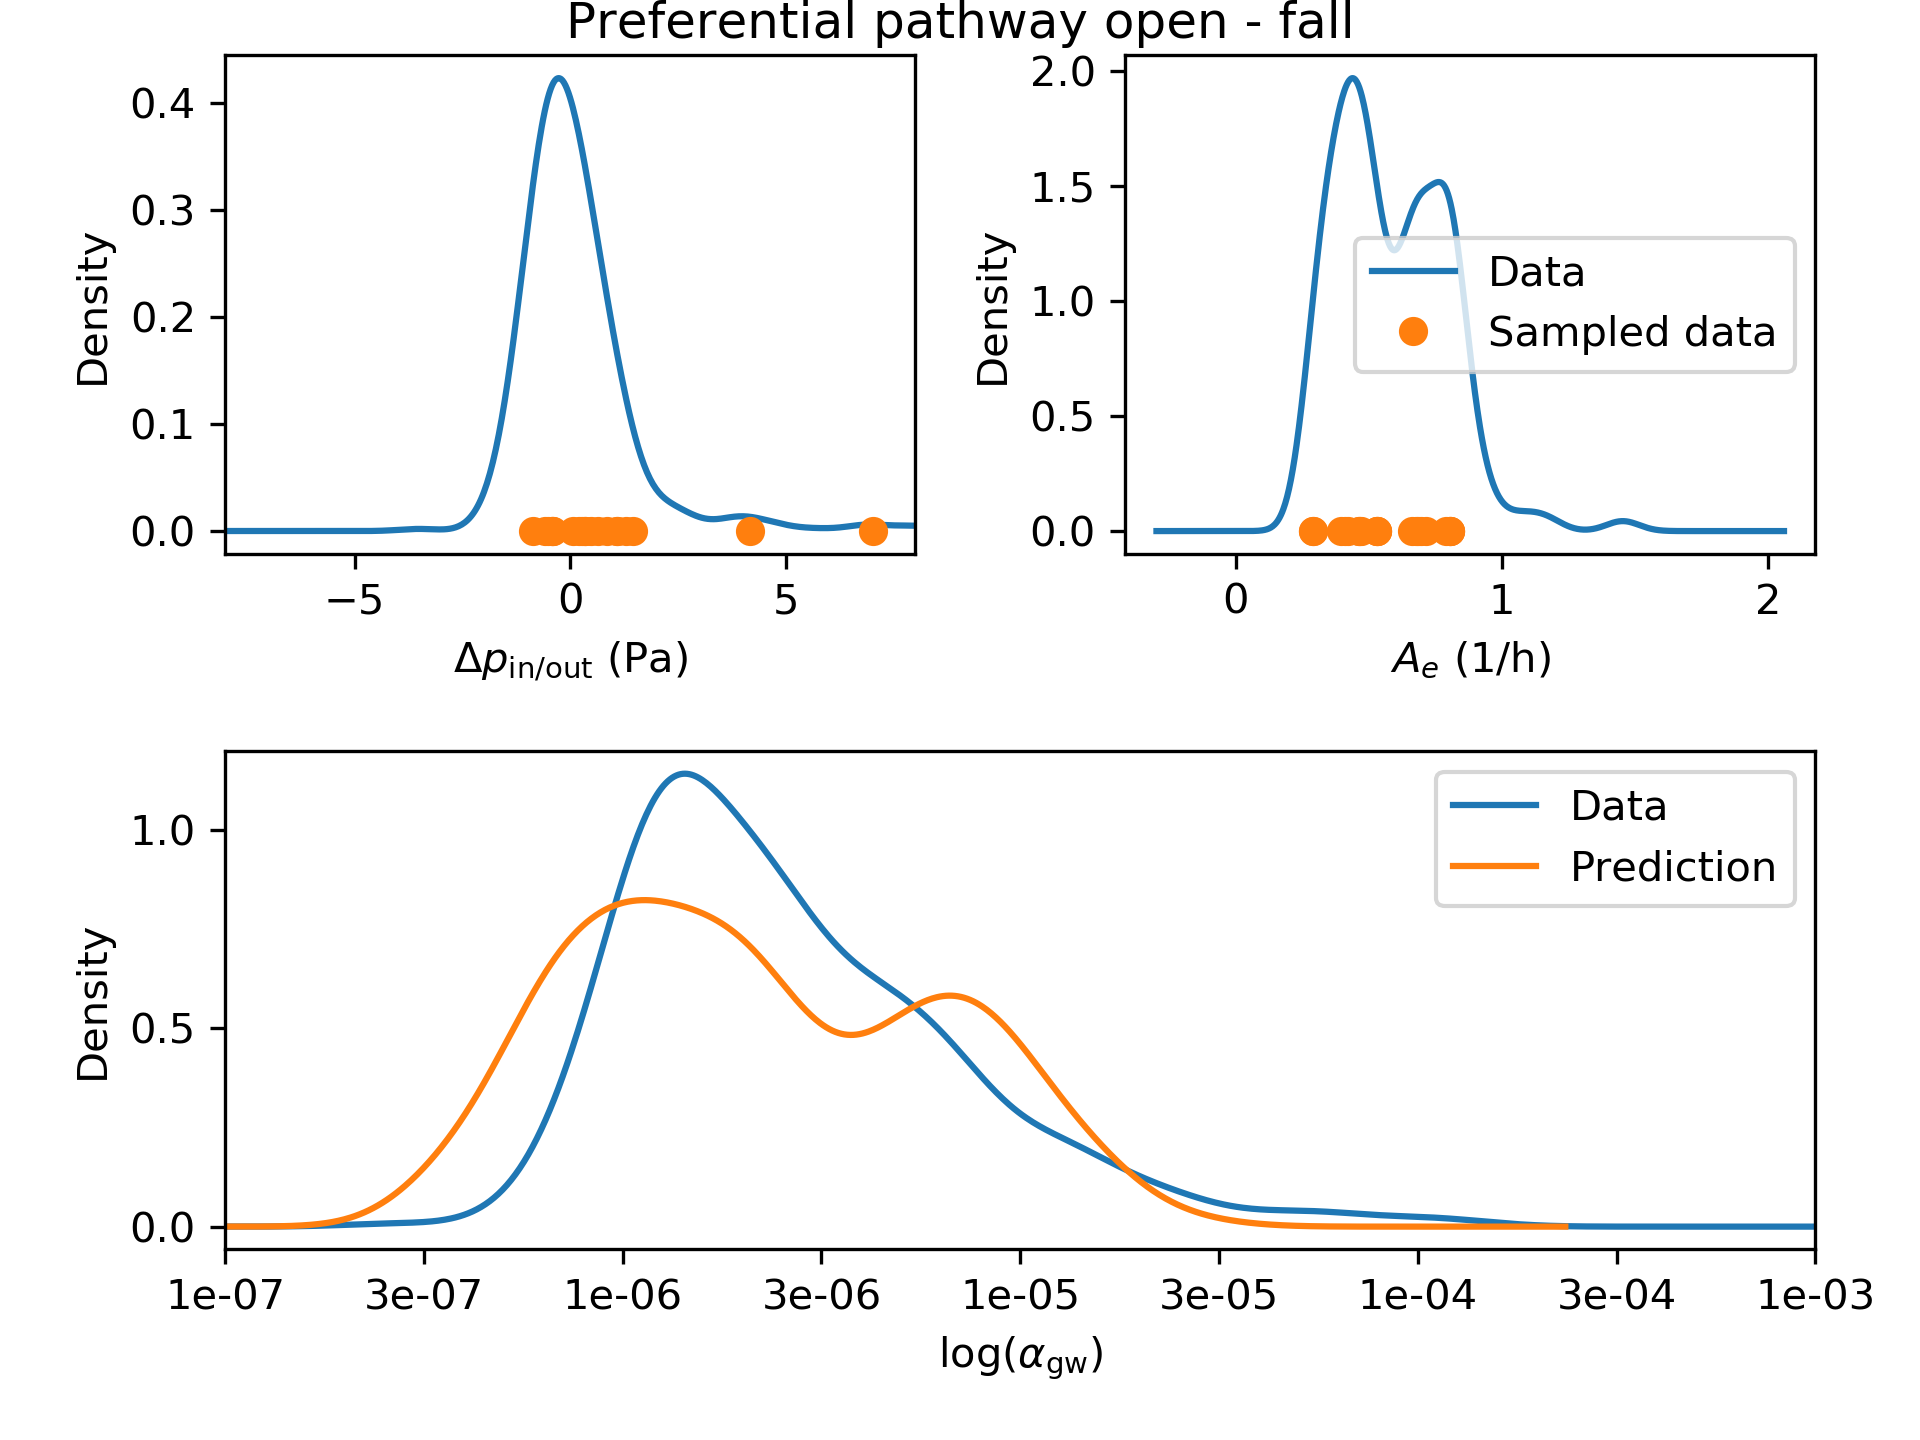 Preferential pathway open - fall
Density
0.4
0.3
0.2
0.1
0.0
−5 0 5
Δp_in/out (Pa)
Density
2.0
1.5
1.0
0.5
0.0
Data
Sampled data
0 1 2
A_e (1/h)
Density
1.0
0.5
0.0
Data
Prediction
1e-07 3e-07 1e-06 3e-06 1e-05 3e-05 1e-04 3e-04 1e-03
log(α_gw)